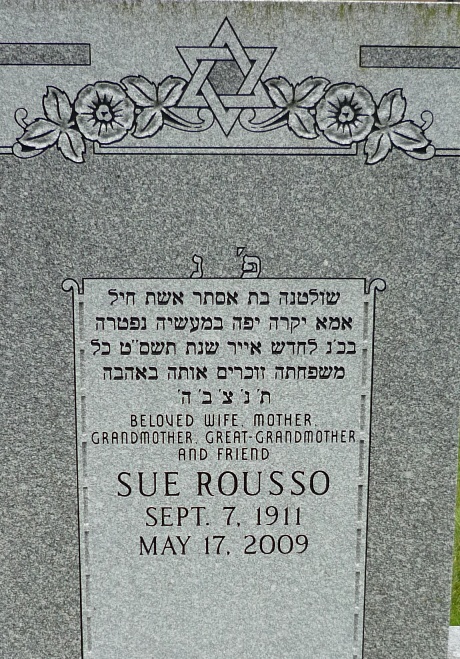 פ' נ
שולטנה בת אסתר אשת חיל
אמא יקרה יפה במעשיה נפטרה
בכ'ג לחדש אייר שנת תשס"ט כל
משפחתה זוכרים אותה באהבה
ת' נ' צ' ב' ה'
BELOVED WIFE, MOTHER,
GRANDMOTHER, GREAT-GRANDMOTHER
AND FRIEND
SUE ROUSSO
SEPT. 7, 1911
MAY 17, 2009